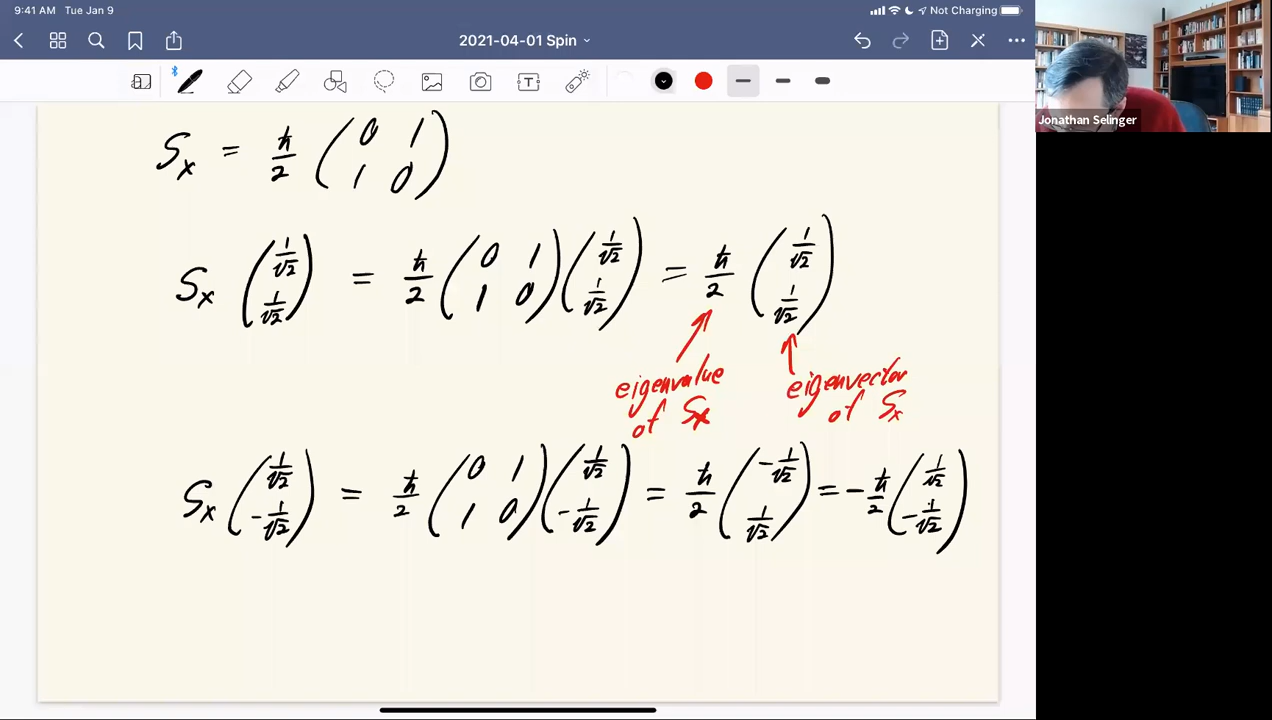 9:41 AM Tue Jan 9
Not Charging
2021-04-01 Spin
T
Jonathan Selinger
Sₓ = ħ/2 (0 1; 1 0)
Sₓ (1/√2; 1/√2) = ħ/2 (0 1; 1 0) (1/√2; 1/√2) = ħ/2 (1/√2; 1/√2)
eigenvalue of Sₓ
eigenvector of Sₓ
Sₓ (1/√2; -1/√2) = ħ/2 (0 1; 1 0) (1/√2; -1/√2) = ħ/2 (-1/√2; 1/√2) = -ħ/2 (1/√2; -1/√2)